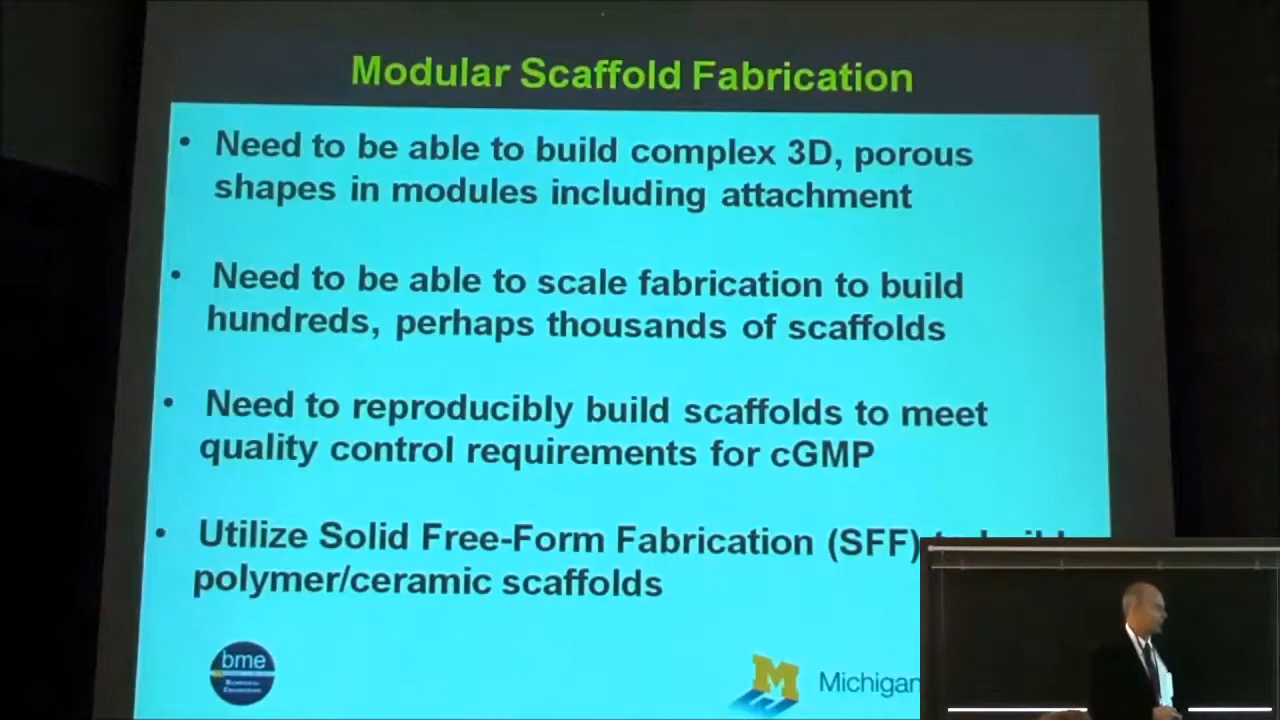 Modular Scaffold Fabrication
• Need to be able to build complex 3D, porous
shapes in modules including attachment
• Need to be able to scale fabrication to build
hundreds, perhaps thousands of scaffolds
• Need to reproducibly build scaffolds to meet
quality control requirements for cGMP
• Utilize Solid Free-Form Fabrication (SFF) to build
polymer/ceramic scaffolds
bme
M
Michigan